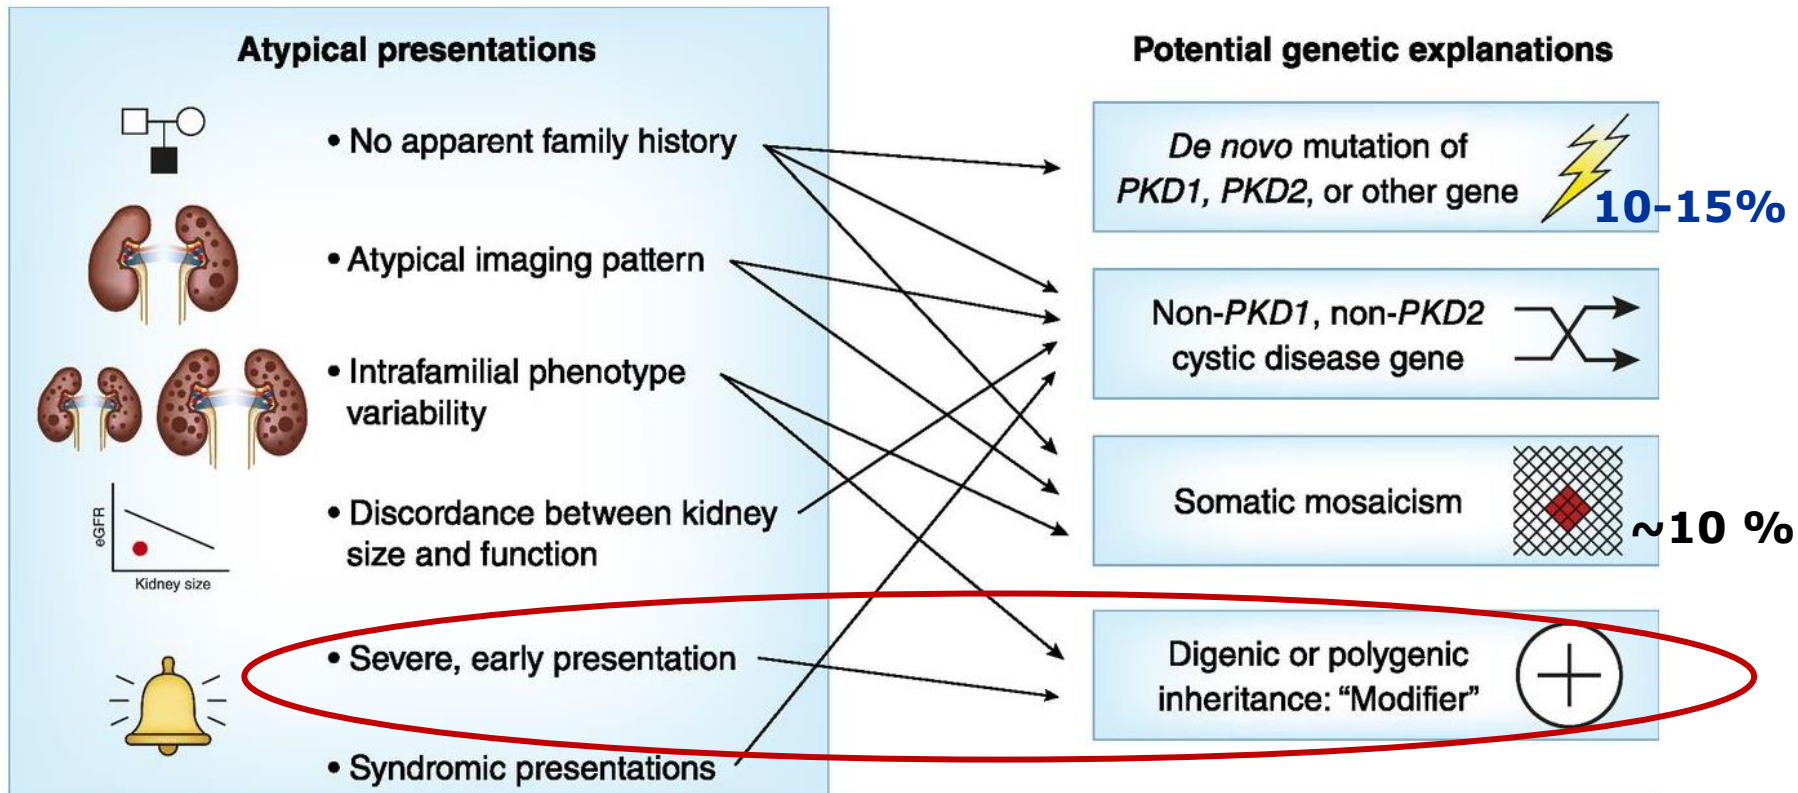 Atypical presentations
• No apparent family history
• Atypical imaging pattern
• Intrafamilial phenotype
variability
eGFR
Kidney size
• Discordance between kidney
size and function
• Severe, early presentation
• Syndromic presentations
Potential genetic explanations
De novo mutation of
PKD1, PKD2, or other gene
10-15%
Non-PKD1, non-PKD2
cystic disease gene
Somatic mosaicism
~10 %
Digenic or polygenic
inheritance: “Modifier”